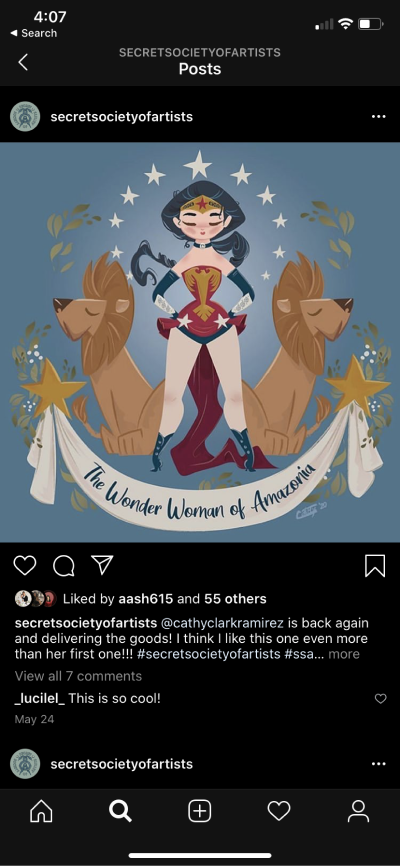 4:07
◀ Search
SECRETSOCIETYOFARTISTS
Posts
secretsocietyofartists
The Wonder Woman of Amazonia
Liked by aash615 and 55 others
secretsocietyofartists @cathyclarkramirez is back again
and delivering the goods! I think I like this one even more
than her first one!!! #secretsocietyofartists #ssa... more
View all 7 comments
_lucilel_ This is so cool!
May 24
secretsocietyofartists